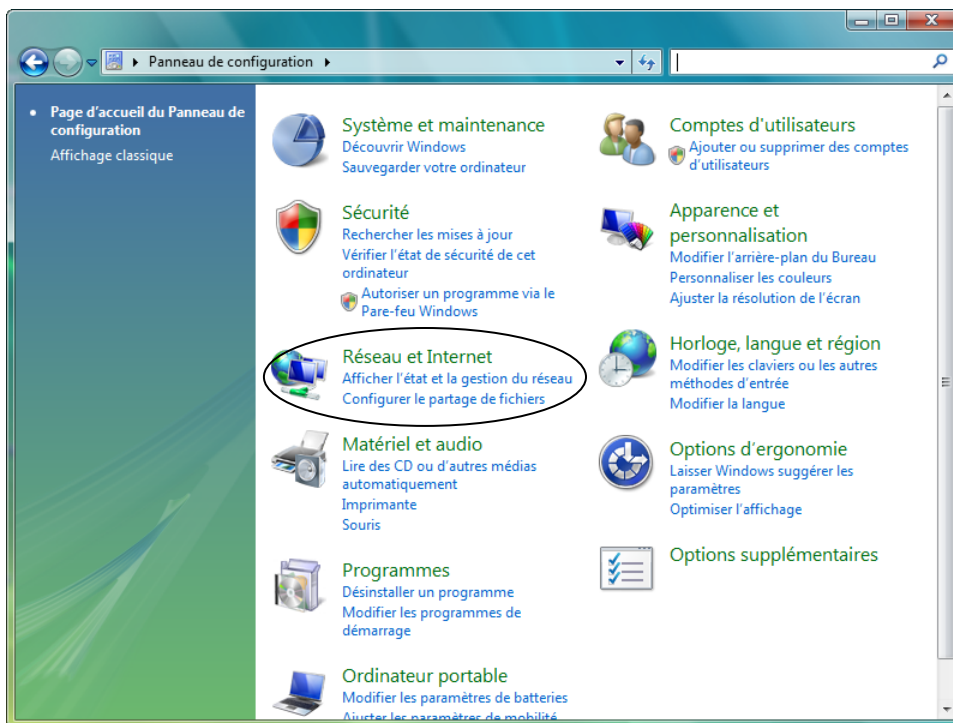 Panneau de configuration
Page d'accueil du Panneau de
configuration
Affichage classique
Système et maintenance
Découvrir Windows
Sauvegarder votre ordinateur
Sécurité
Rechercher les mises à jour
Vérifier l'état de sécurité de cet
ordinateur
Autoriser un programme via le
Pare-feu Windows
Réseau et Internet
Afficher l'état et la gestion du réseau
Configurer le partage de fichiers
Matériel et audio
Lire des CD ou d'autres médias
automatiquement
Imprimante
Souris
Programmes
Désinstaller un programme
Modifier les programmes de
démarrage
Ordinateur portable
Modifier les paramètres de batteries
Ajuster les paramètres de mobilité
Comptes d'utilisateurs
Ajouter ou supprimer des comptes
d'utilisateurs
Apparence et
personnalisation
Modifier l'arrière-plan du Bureau
Personnaliser les couleurs
Ajuster la résolution de l'écran
Horloge, langue et région
Modifier les claviers ou les autres
méthodes d'entrée
Modifier la langue
Options d'ergonomie
Laisser Windows suggérer les
paramètres
Optimiser l'affichage
Options supplémentaires